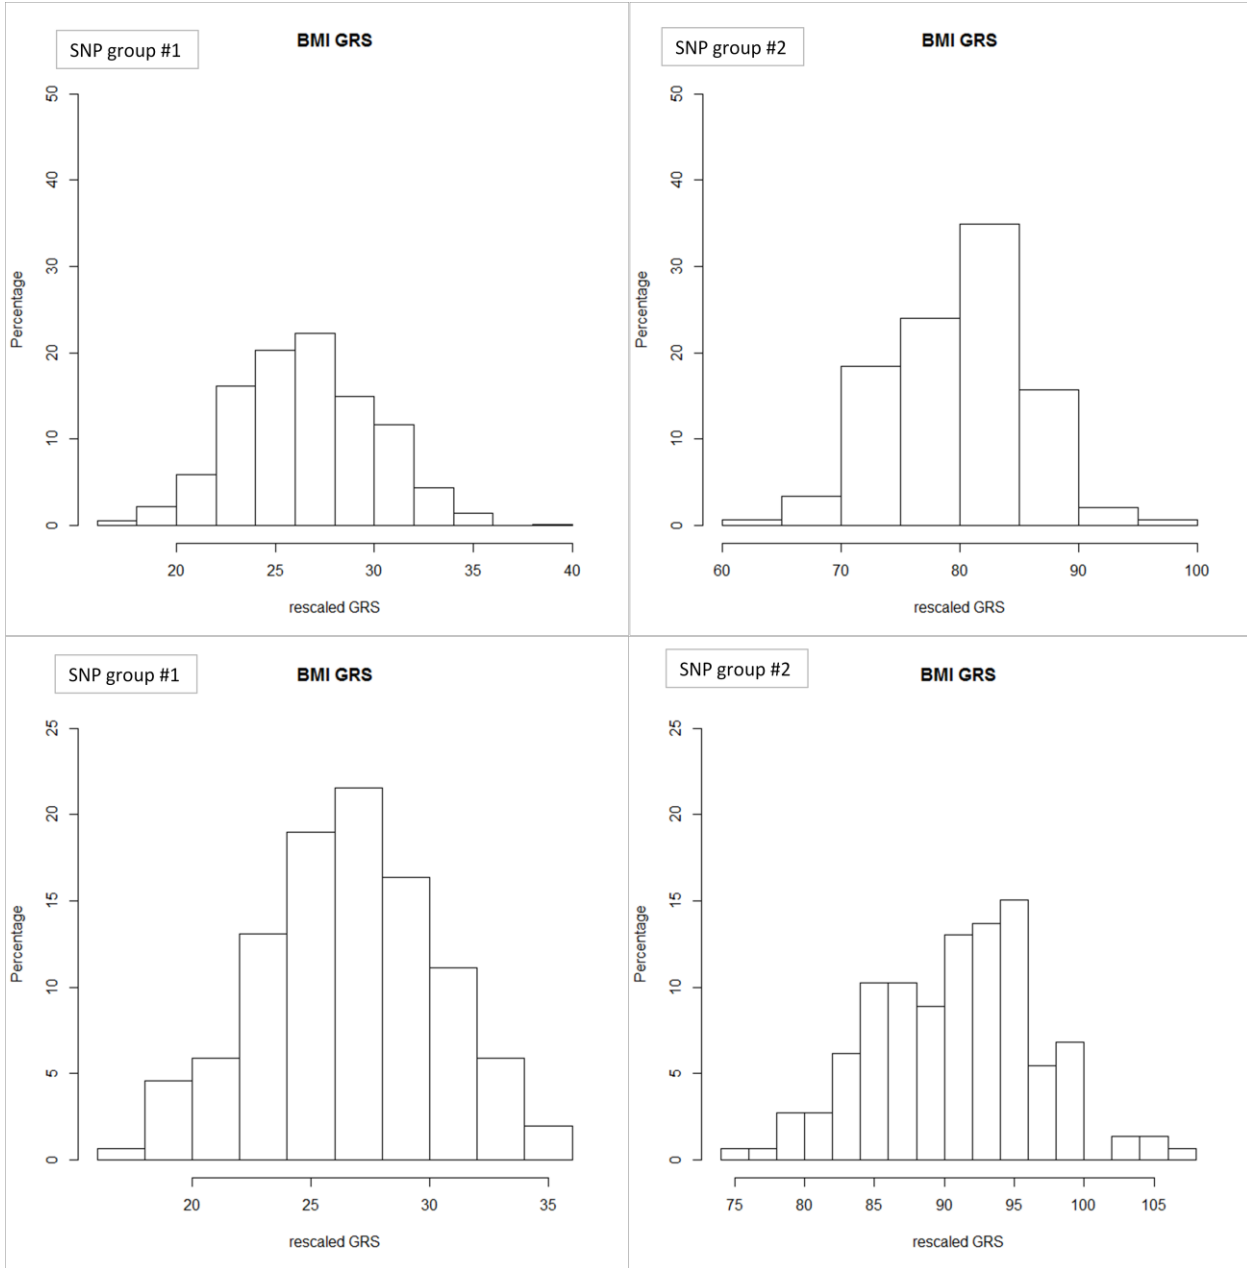 SNP group #1
BMI GRS
50
40
30
20
10
0
Percentage
20 25 30 35 40
rescaled GRS
SNP group #2
BMI GRS
50
40
30
20
10
0
Percentage
60 70 80 90 100
rescaled GRS
SNP group #1
BMI GRS
25
20
15
10
5
0
Percentage
20 25 30 35
rescaled GRS
SNP group #2
BMI GRS
25
20
15
10
5
0
Percentage
75 80 85 90 95 100 105
rescaled GRS